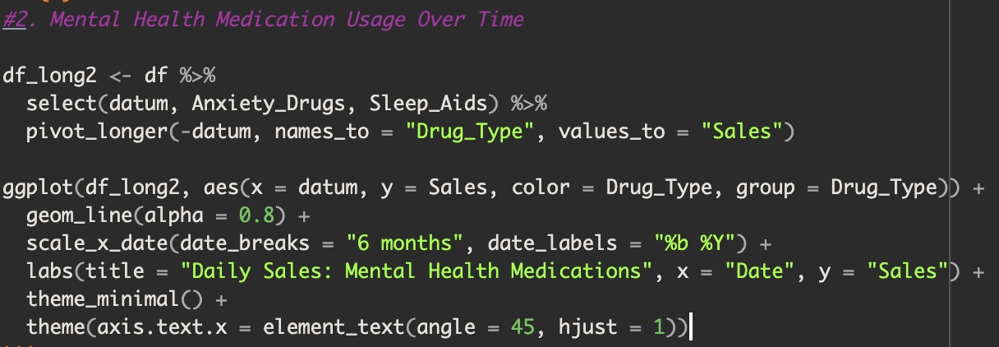 #2. Mental Health Medication Usage Over Time
df_long2 <- df %>%
select(datum, Anxiety_Drugs, Sleep_Aids) %>%
pivot_longer(-datum, names_to = "Drug_Type", values_to = "Sales")
ggplot(df_long2, aes(x = datum, y = Sales, color = Drug_Type, group = Drug_Type)) +
geom_line(alpha = 0.8) +
scale_x_date(date_breaks = "6 months", date_labels = "%b %Y") +
labs(title = "Daily Sales: Mental Health Medications", x = "Date", y = "Sales") +
theme_minimal() +
theme(axis.text.x = element_text(angle = 45, hjust = 1))